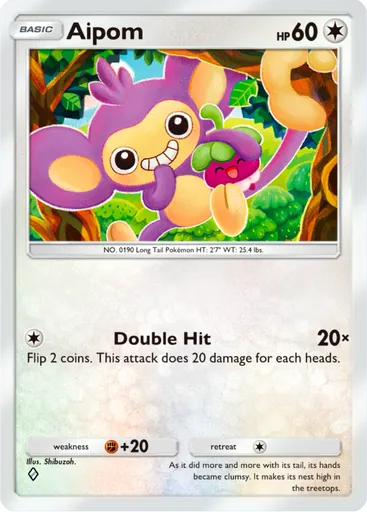 BASIC Aipom HP60
NO. 0190 Long Tail Pokémon HT: 2'7" WT: 25.4 lbs.
Double Hit 20×
Flip 2 coins. This attack does 20 damage for each heads.
weakness +20 retreat
Illus. Shibuzoh.
As it did more and more with its tail, its hands
became clumsy. It makes its nest high in
the treetops.